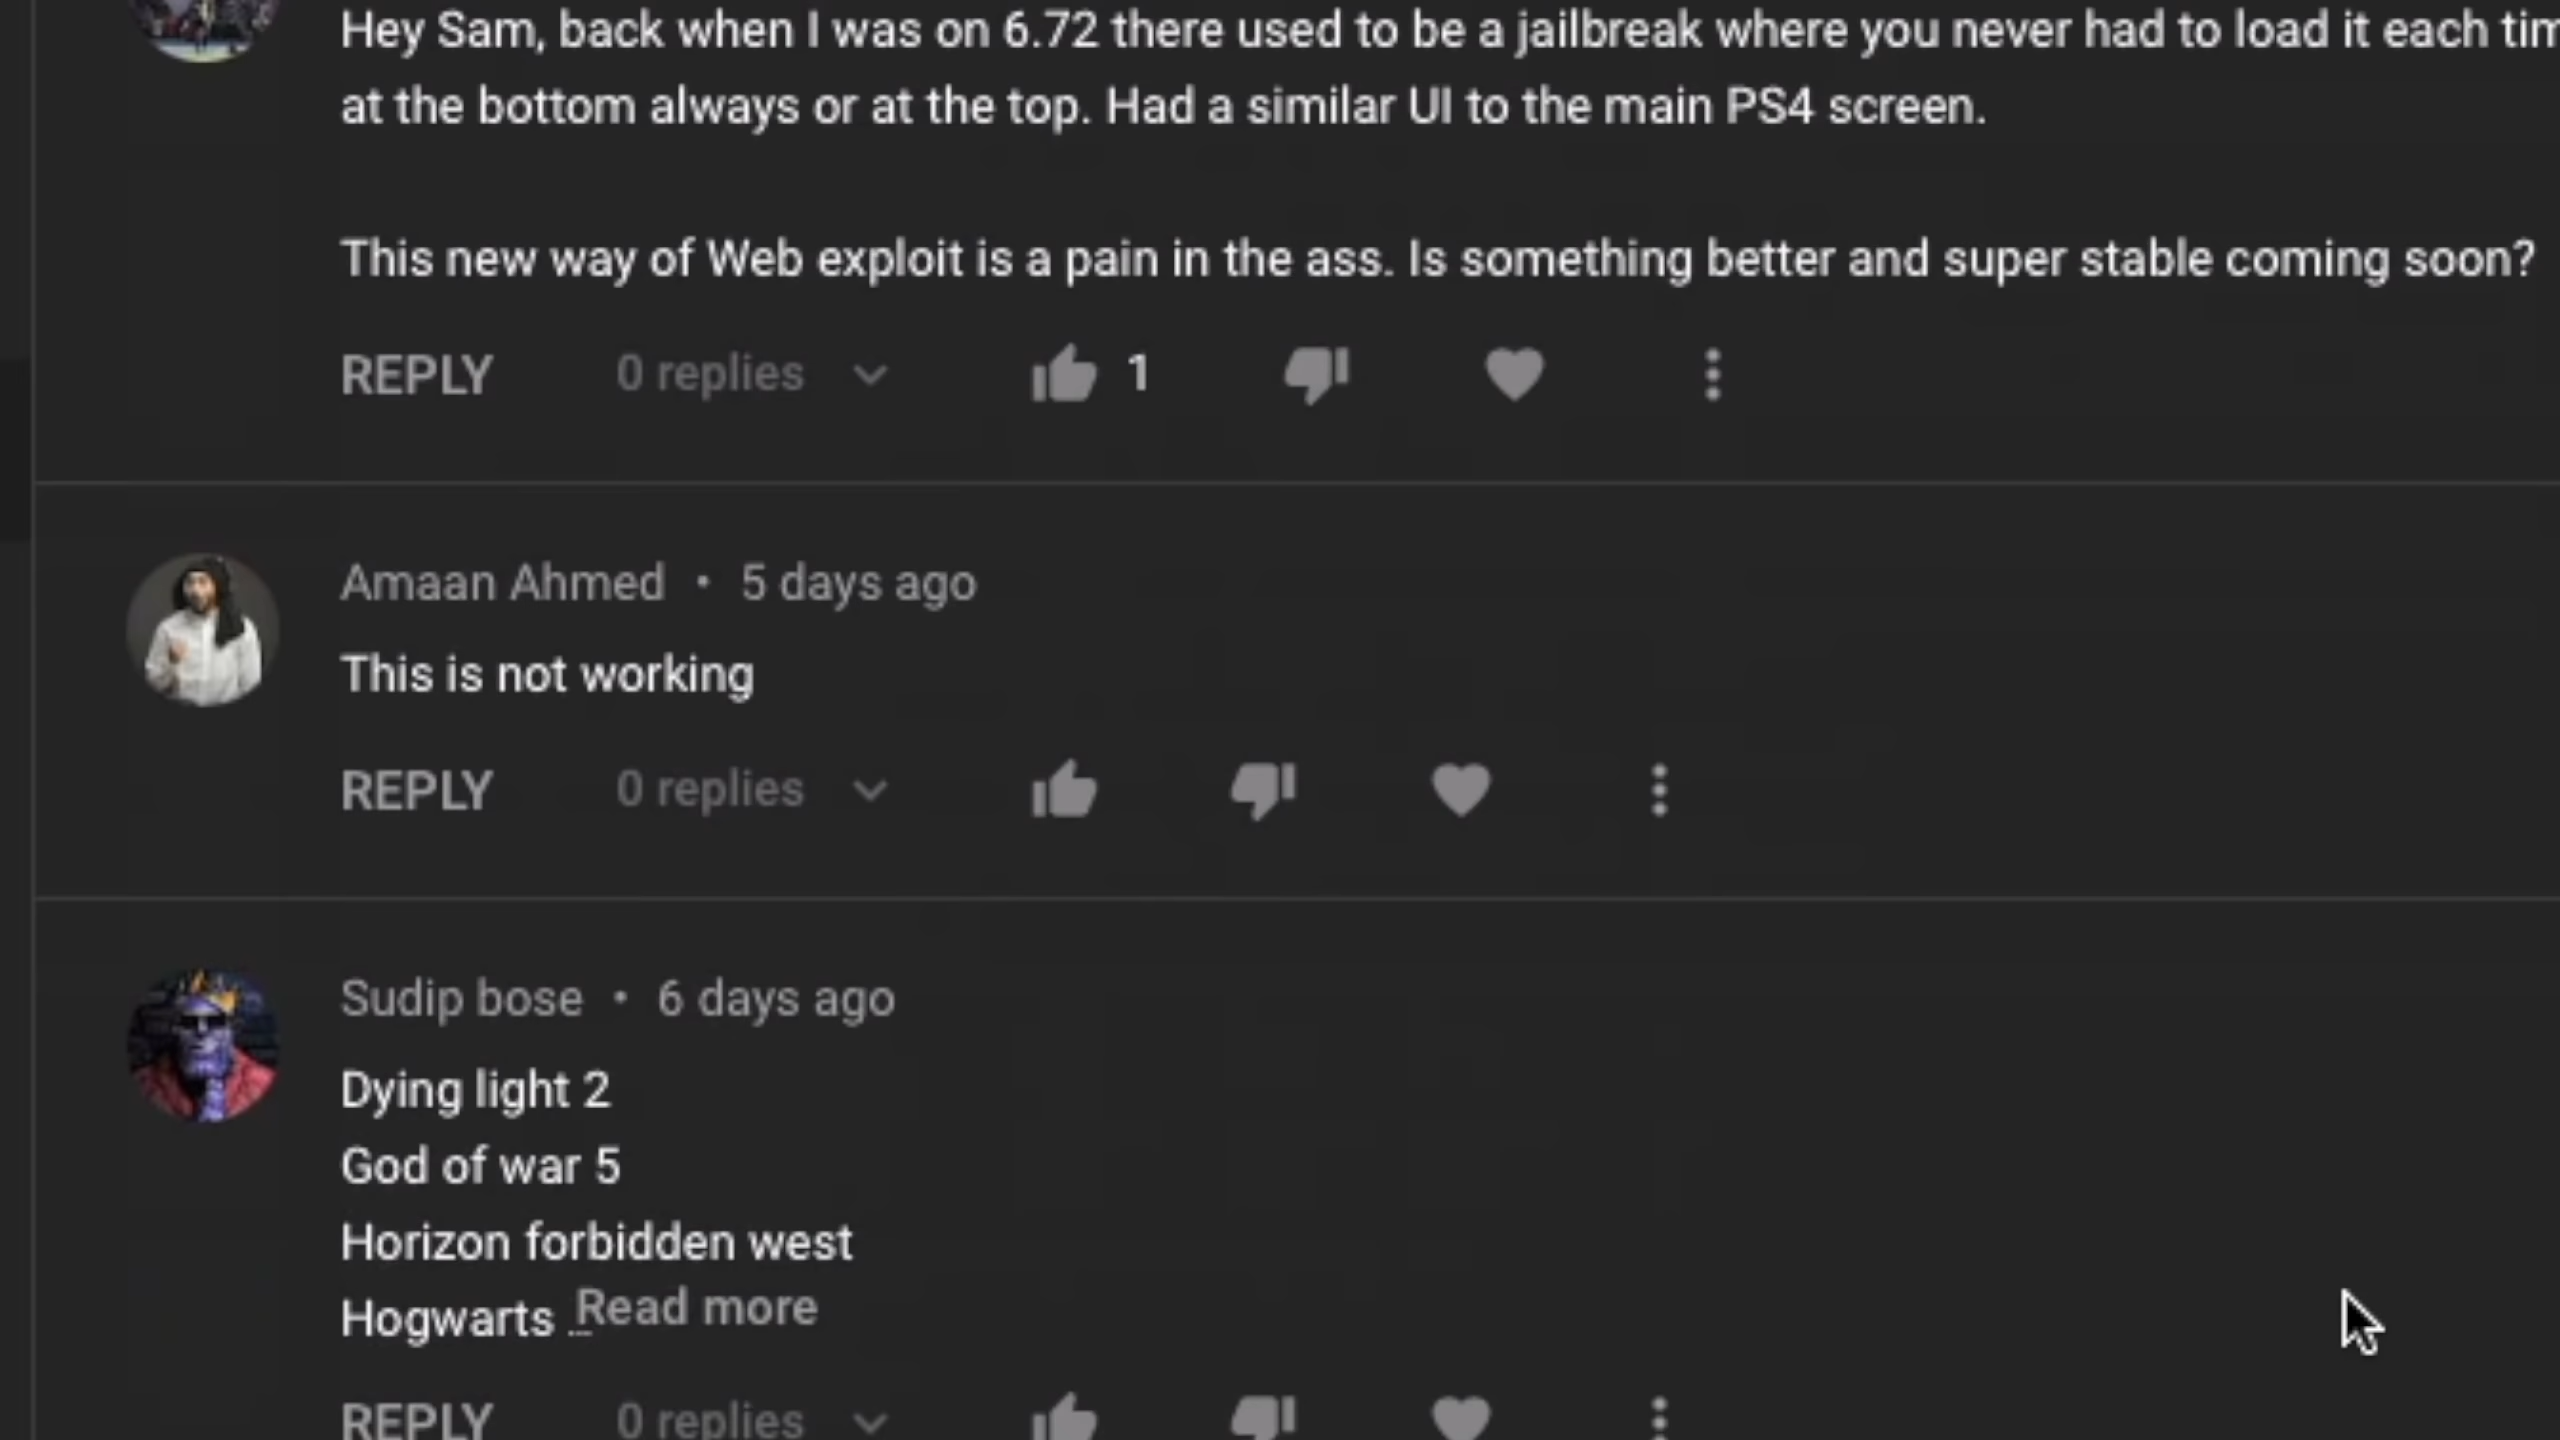 Hey Sam, back when I was on 6.72 there used to be a jailbreak where you never had to load it each
at the bottom always or at the top. Had a similar UI to the main PS4 screen.
This new way of Web exploit is a pain in the ass. Is something better and super stable coming soon?
REPLY 0 replies 1
Amaan Ahmed • 5 days ago
This is not working
REPLY 0 replies
Sudip bose • 6 days ago
Dying light 2
God of war 5
Horizon forbidden west
Hogwarts ...Read more
REPLY 0 replies